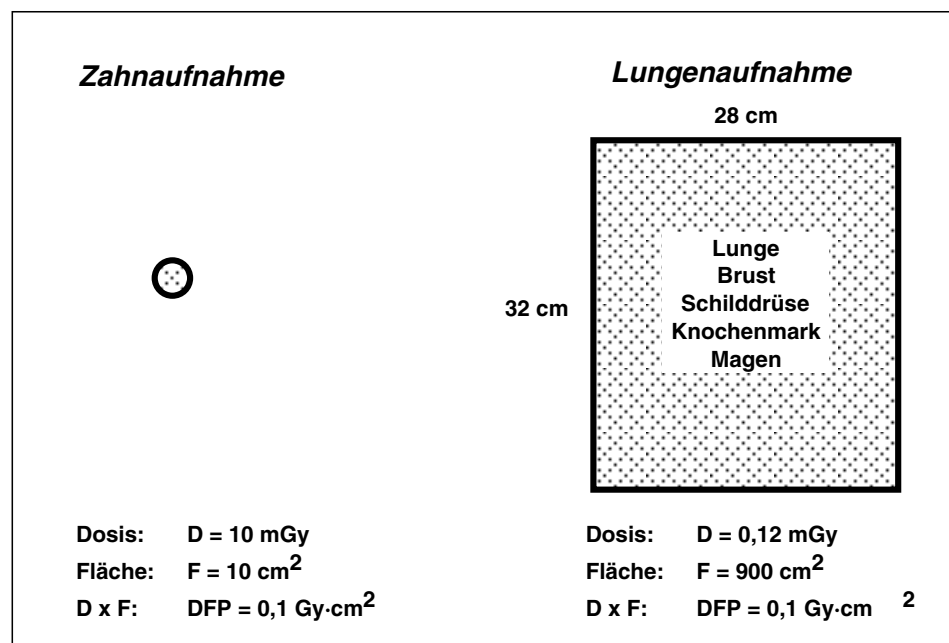 Zahnaufnahme
Dosis: D = 10 mGy
Fläche: F = 10 cm²
D x F: DFP = 0,1 Gy·cm²
Lungenaufnahme
28 cm
32 cm
Lunge
Brust
Schilddrüse
Knochenmark
Magen
Dosis: D = 0,12 mGy
Fläche: F = 900 cm²
D x F: DFP = 0,1 Gy·cm ²